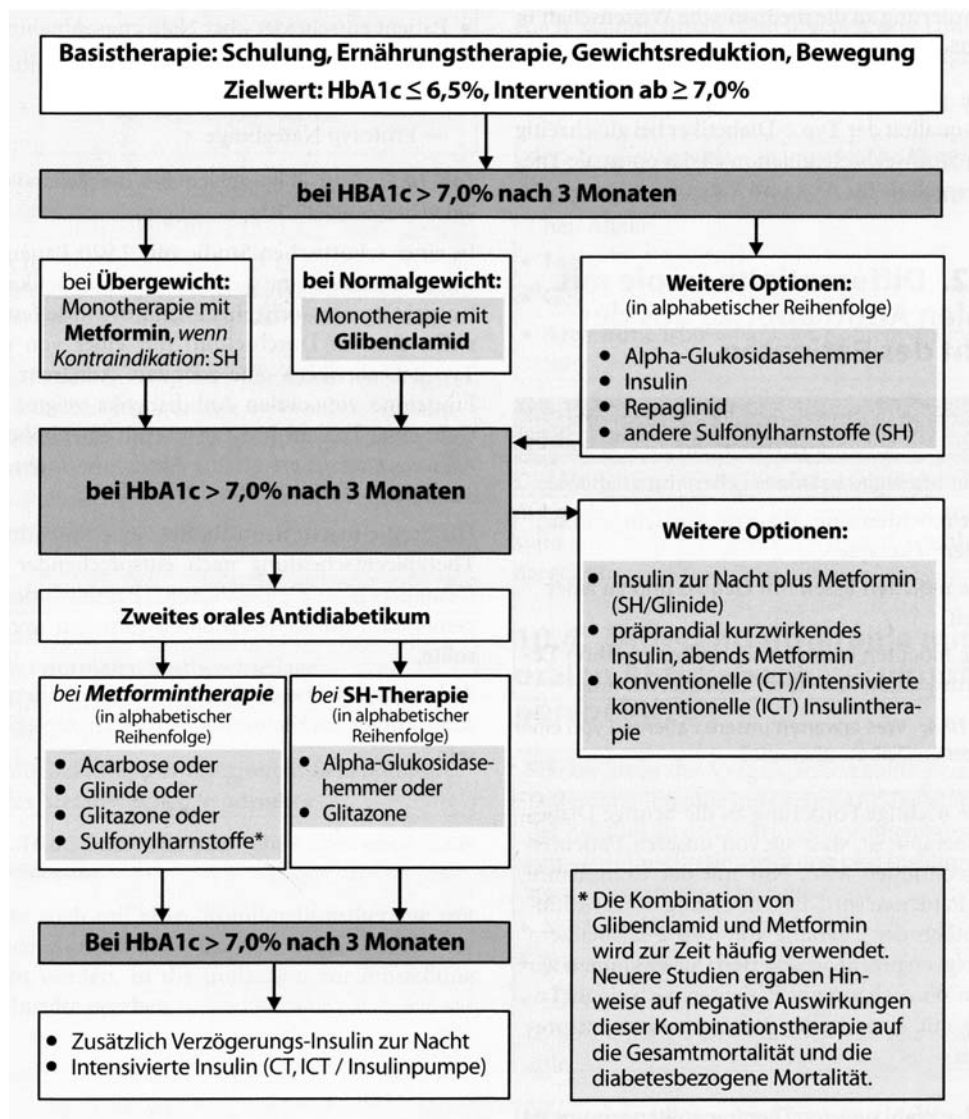 Basistherapie: Schulung, Ernährungstherapie, Gewichtsreduktion, Bewegung
Zielwert: HbA1c ≤ 6,5%, Intervention ab ≥ 7,0%
bei HBA1c > 7,0% nach 3 Monaten
bei Übergewicht:
Monotherapie mit
Metformin, wenn
Kontraindikation: SH
bei Normalgewicht:
Monotherapie mit
Glibenclamid
Weitere Optionen:
(in alphabetischer Reihenfolge)
• Alpha-Glukosidasehemmer
• Insulin
• Repaglinid
• andere Sulfonylharnstoffe (SH)
bei HbA1c > 7,0% nach 3 Monaten
Weitere Optionen:
• Insulin zur Nacht plus Metformin
(SH/Glinide)
• präprandial kurzwirkendes
Insulin, abends Metformin
• konventionelle (CT)/intensivierte
konventionelle (ICT) Insulinthera-
pie
Zweites orales Antidiabetikum
bei Metformintherapie
(in alphabetischer
Reihenfolge)
• Acarbose oder
• Glinide oder
• Glitazone oder
• Sulfonylharnstoffe*
bei SH-Therapie
(in alphabetischer
Reihenfolge)
• Alpha-Glukosidase-
hemmer oder
• Glitazone
Bei HbA1c > 7,0% nach 3 Monaten
• Zusätzlich Verzögerungs-Insulin zur Nacht
• Intensivierte Insulin (CT, ICT / Insulinpumpe)
* Die Kombination von
Glibenclamid und Metformin
wird zur Zeit häufig angewendet.
Neuere Studien ergaben Hin-
weise auf negative Auswirkungen
dieser Kombinationstherapie auf
die Gesamtmortalität und die
diabetesbezogene Mortalität.